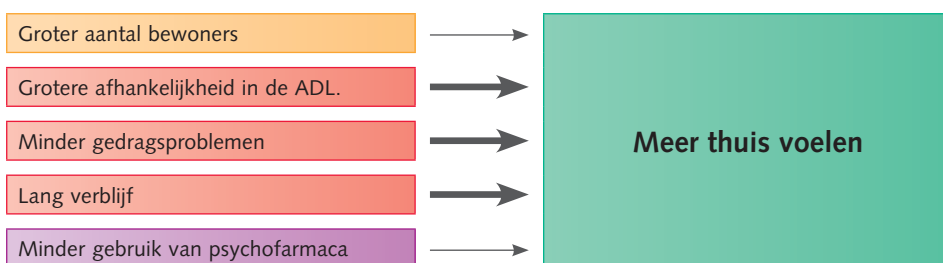 Groter aantal bewoners
Grotere afhankelijkheid in de ADL.
Minder gedragsproblemen
Lang verblijf
Minder gebruik van psychofarmaca
Meer thuis voelen